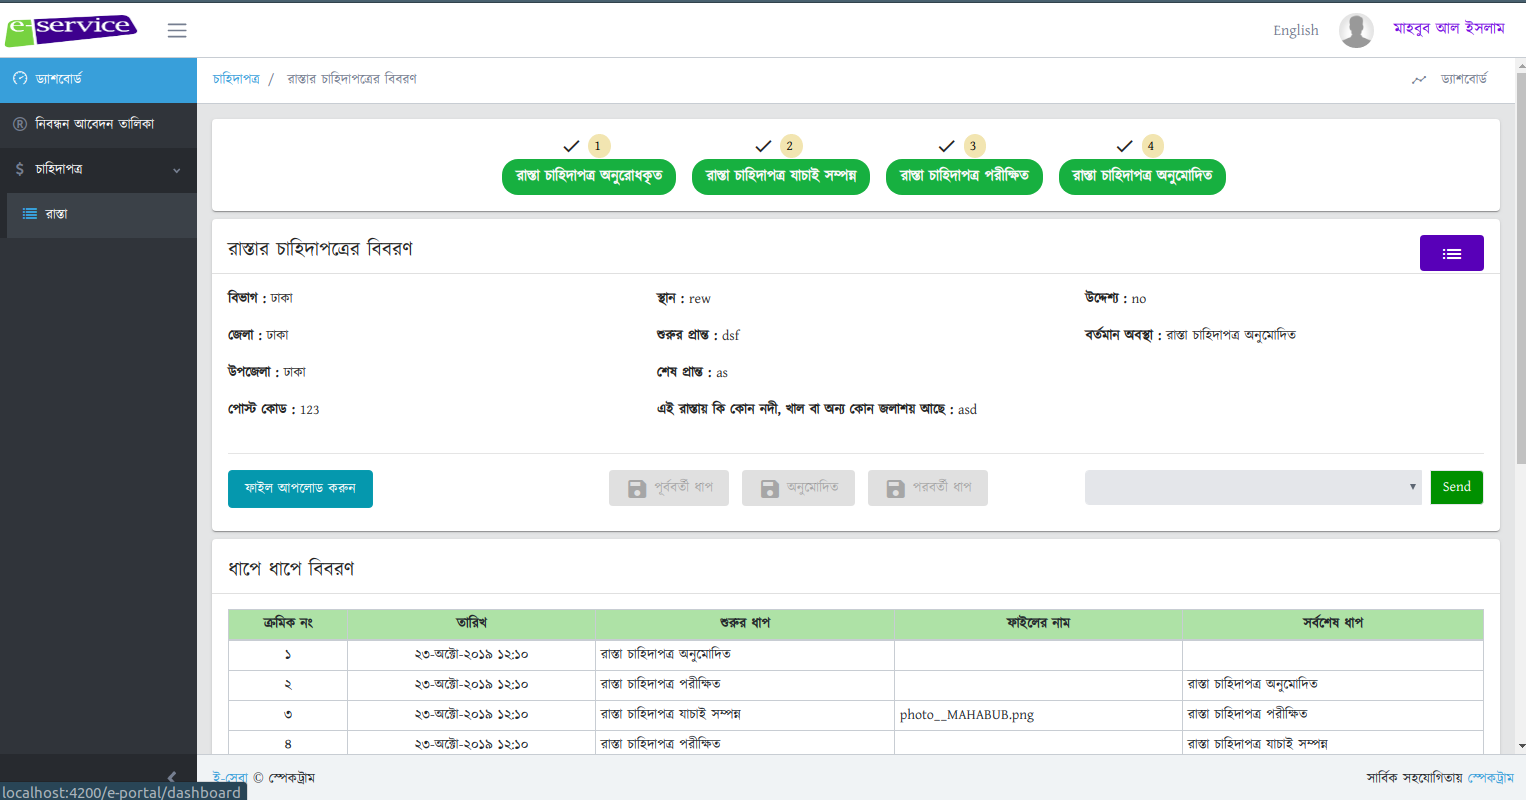 e-service
English
মাহবুব আল ইসলাম
ড্যাশবোর্ড
নিবন্ধন আবেদন তালিকা
চাহিদাপত্র
রাস্তা
চাহিদাপত্র / রাস্তার চাহিদাপত্রের বিবরণ
ড্যাশবোর্ড
1 2 3 4
রাস্তা চাহিদাপত্র অনুরোধকৃত রাস্তা চাহিদাপত্র যাচাই সম্পন্ন রাস্তা চাহিদাপত্র পরীক্ষিত রাস্তা চাহিদাপত্র অনুমোদিত
রাস্তার চাহিদাপত্রের বিবরণ
বিভাগ : ঢাকা স্থান : rew উদ্দেশ্য : no
জেলা : ঢাকা শুরুর প্রান্ত : dsf বর্তমান অবস্থা : রাস্তা চাহিদাপত্র অনুমোদিত
উপজেলা : ঢাকা শেষ প্রান্ত : as
পোস্ট কোড : 123 এই রাস্তায় কি কোন নদী, খাল বা অন্য কোন জলাশয় আছে : asd
ফাইল আপলোড করুন পূর্ববর্তী ধাপ অনুমোদিত পরবর্তী ধাপ Send
ধাপে ধাপে বিবরণ
ক্রমিক নং তারিখ শুরুর ধাপ ফাইলের নাম সর্বশেষ ধাপ
১ ২৩-অক্টো-২০১৯ ১২:১০ রাস্তা চাহিদাপত্র অনুমোদিত
২ ২৩-অক্টো-২০১৯ ১২:১০ রাস্তা চাহিদাপত্র পরীক্ষিত রাস্তা চাহিদাপত্র অনুমোদিত
৩ ২৩-অক্টো-২০১৯ ১২:১০ রাস্তা চাহিদাপত্র যাচাই সম্পন্ন photo__MAHABUB.png রাস্তা চাহিদাপত্র পরীক্ষিত
৪ ২৩-অক্টো-২০১৯ ১২:১০ রাস্তা চাহিদাপত্র পরীক্ষিত রাস্তা চাহিদাপত্র যাচাই সম্পন্ন
ই-সেবা © স্পেকট্রাম সার্বিক সহযোগিতায় স্পেকট্রাম
localhost:4200/e-portal/dashboard